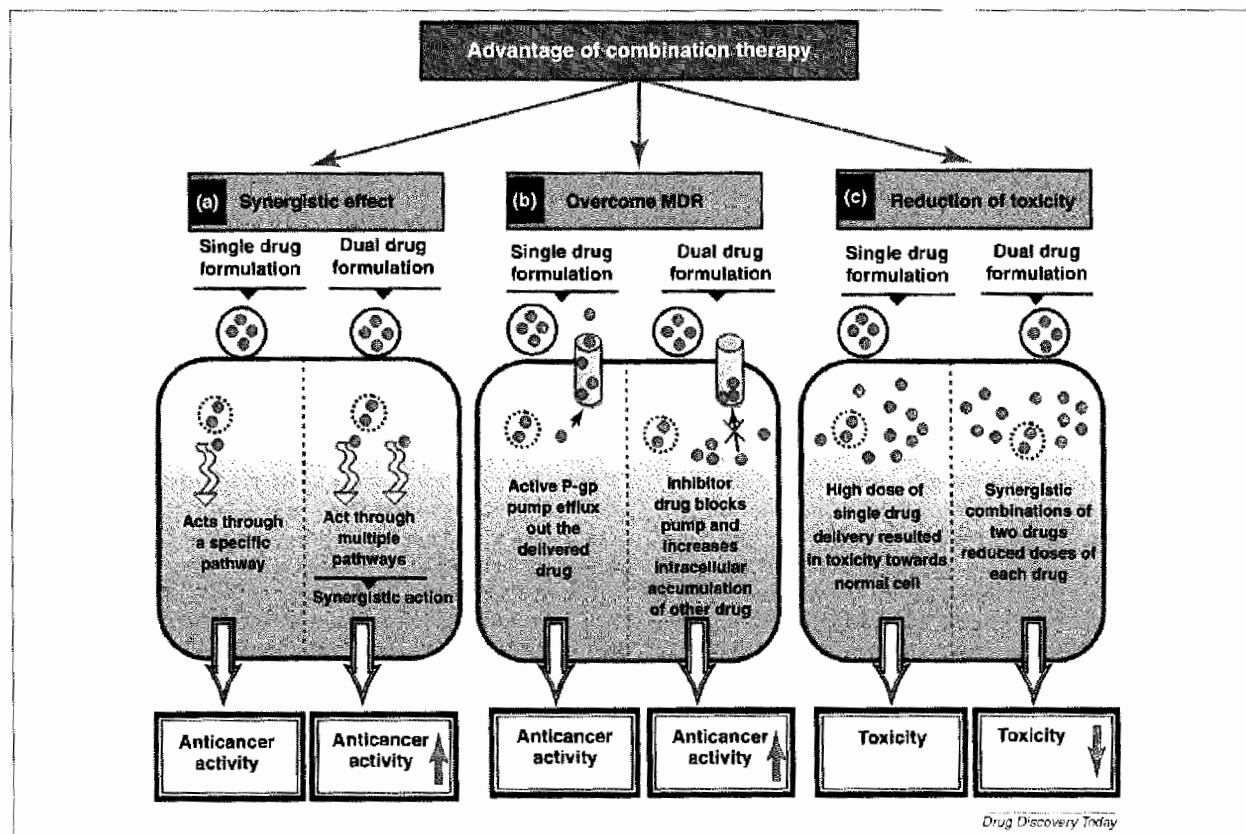 Advantage of combination therapy
(a) Synergistic effect
Single drug
formulation
Dual drug
formulation
Acts through
a specific
pathway
Act through
multiple
pathways
Synergistic action
Anticancer
activity
Anticancer
activity
(b) Overcome MDR
Single drug
formulation
Dual drug
formulation
Active P-gp
pump efflux
out the
delivered
drug
Inhibitor
drug blocks
pump and
increases
intracellular
accumulation
of other drug
Anticancer
activity
Anticancer
activity
(c) Reduction of toxicity
Single drug
formulation
Dual drug
formulation
High dose of
single drug
delivery resulted
in toxicity towards
normal cell
Synergistic
combinations of
two drugs
reduced doses of
each drug
Toxicity
Toxicity
Drug Discovery Today